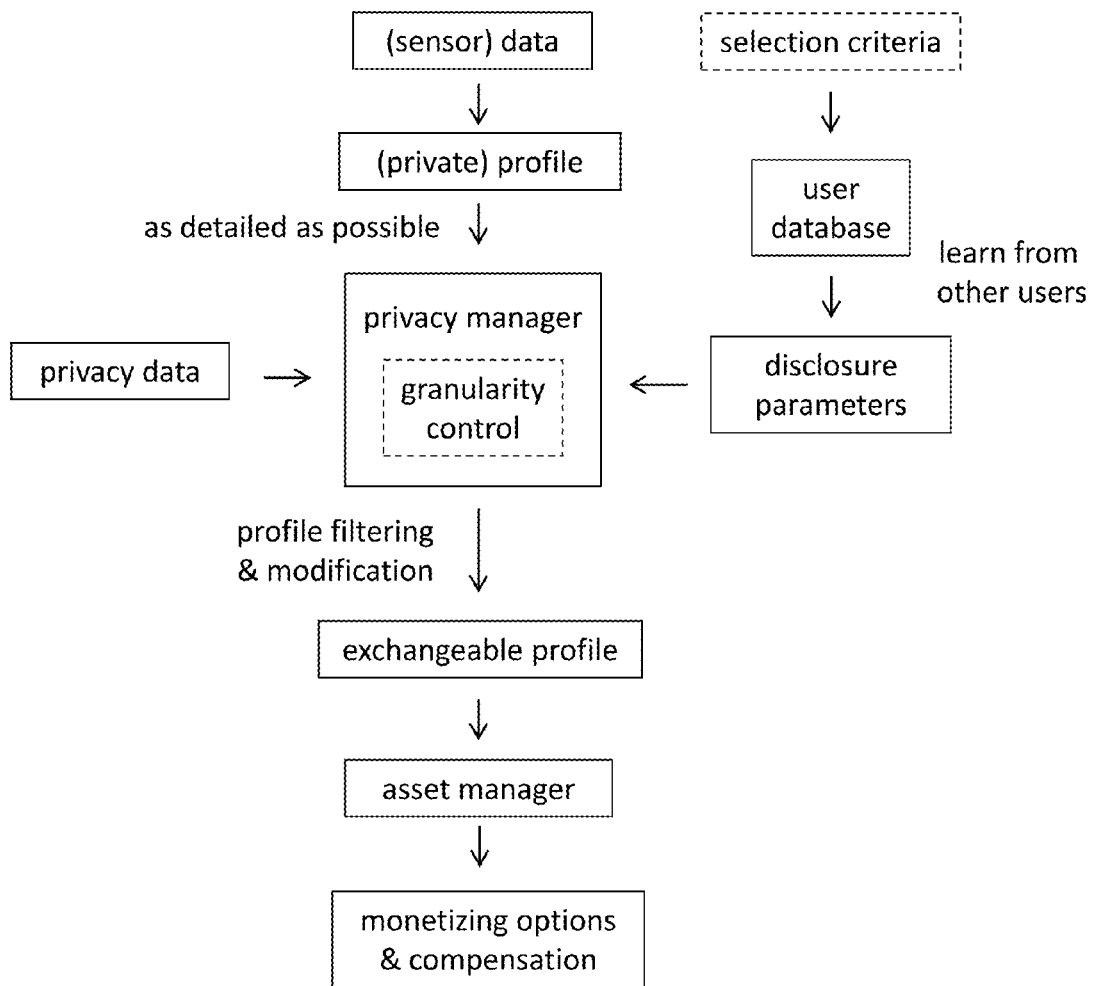 (sensor) data
selection criteria
(private) profile
user
database
as detailed as possible
learn from
other users
privacy manager
privacy data
granularity
control
disclosure
parameters
profile filtering
& modification
exchangeable profile
asset manager
monetizing options
& compensation